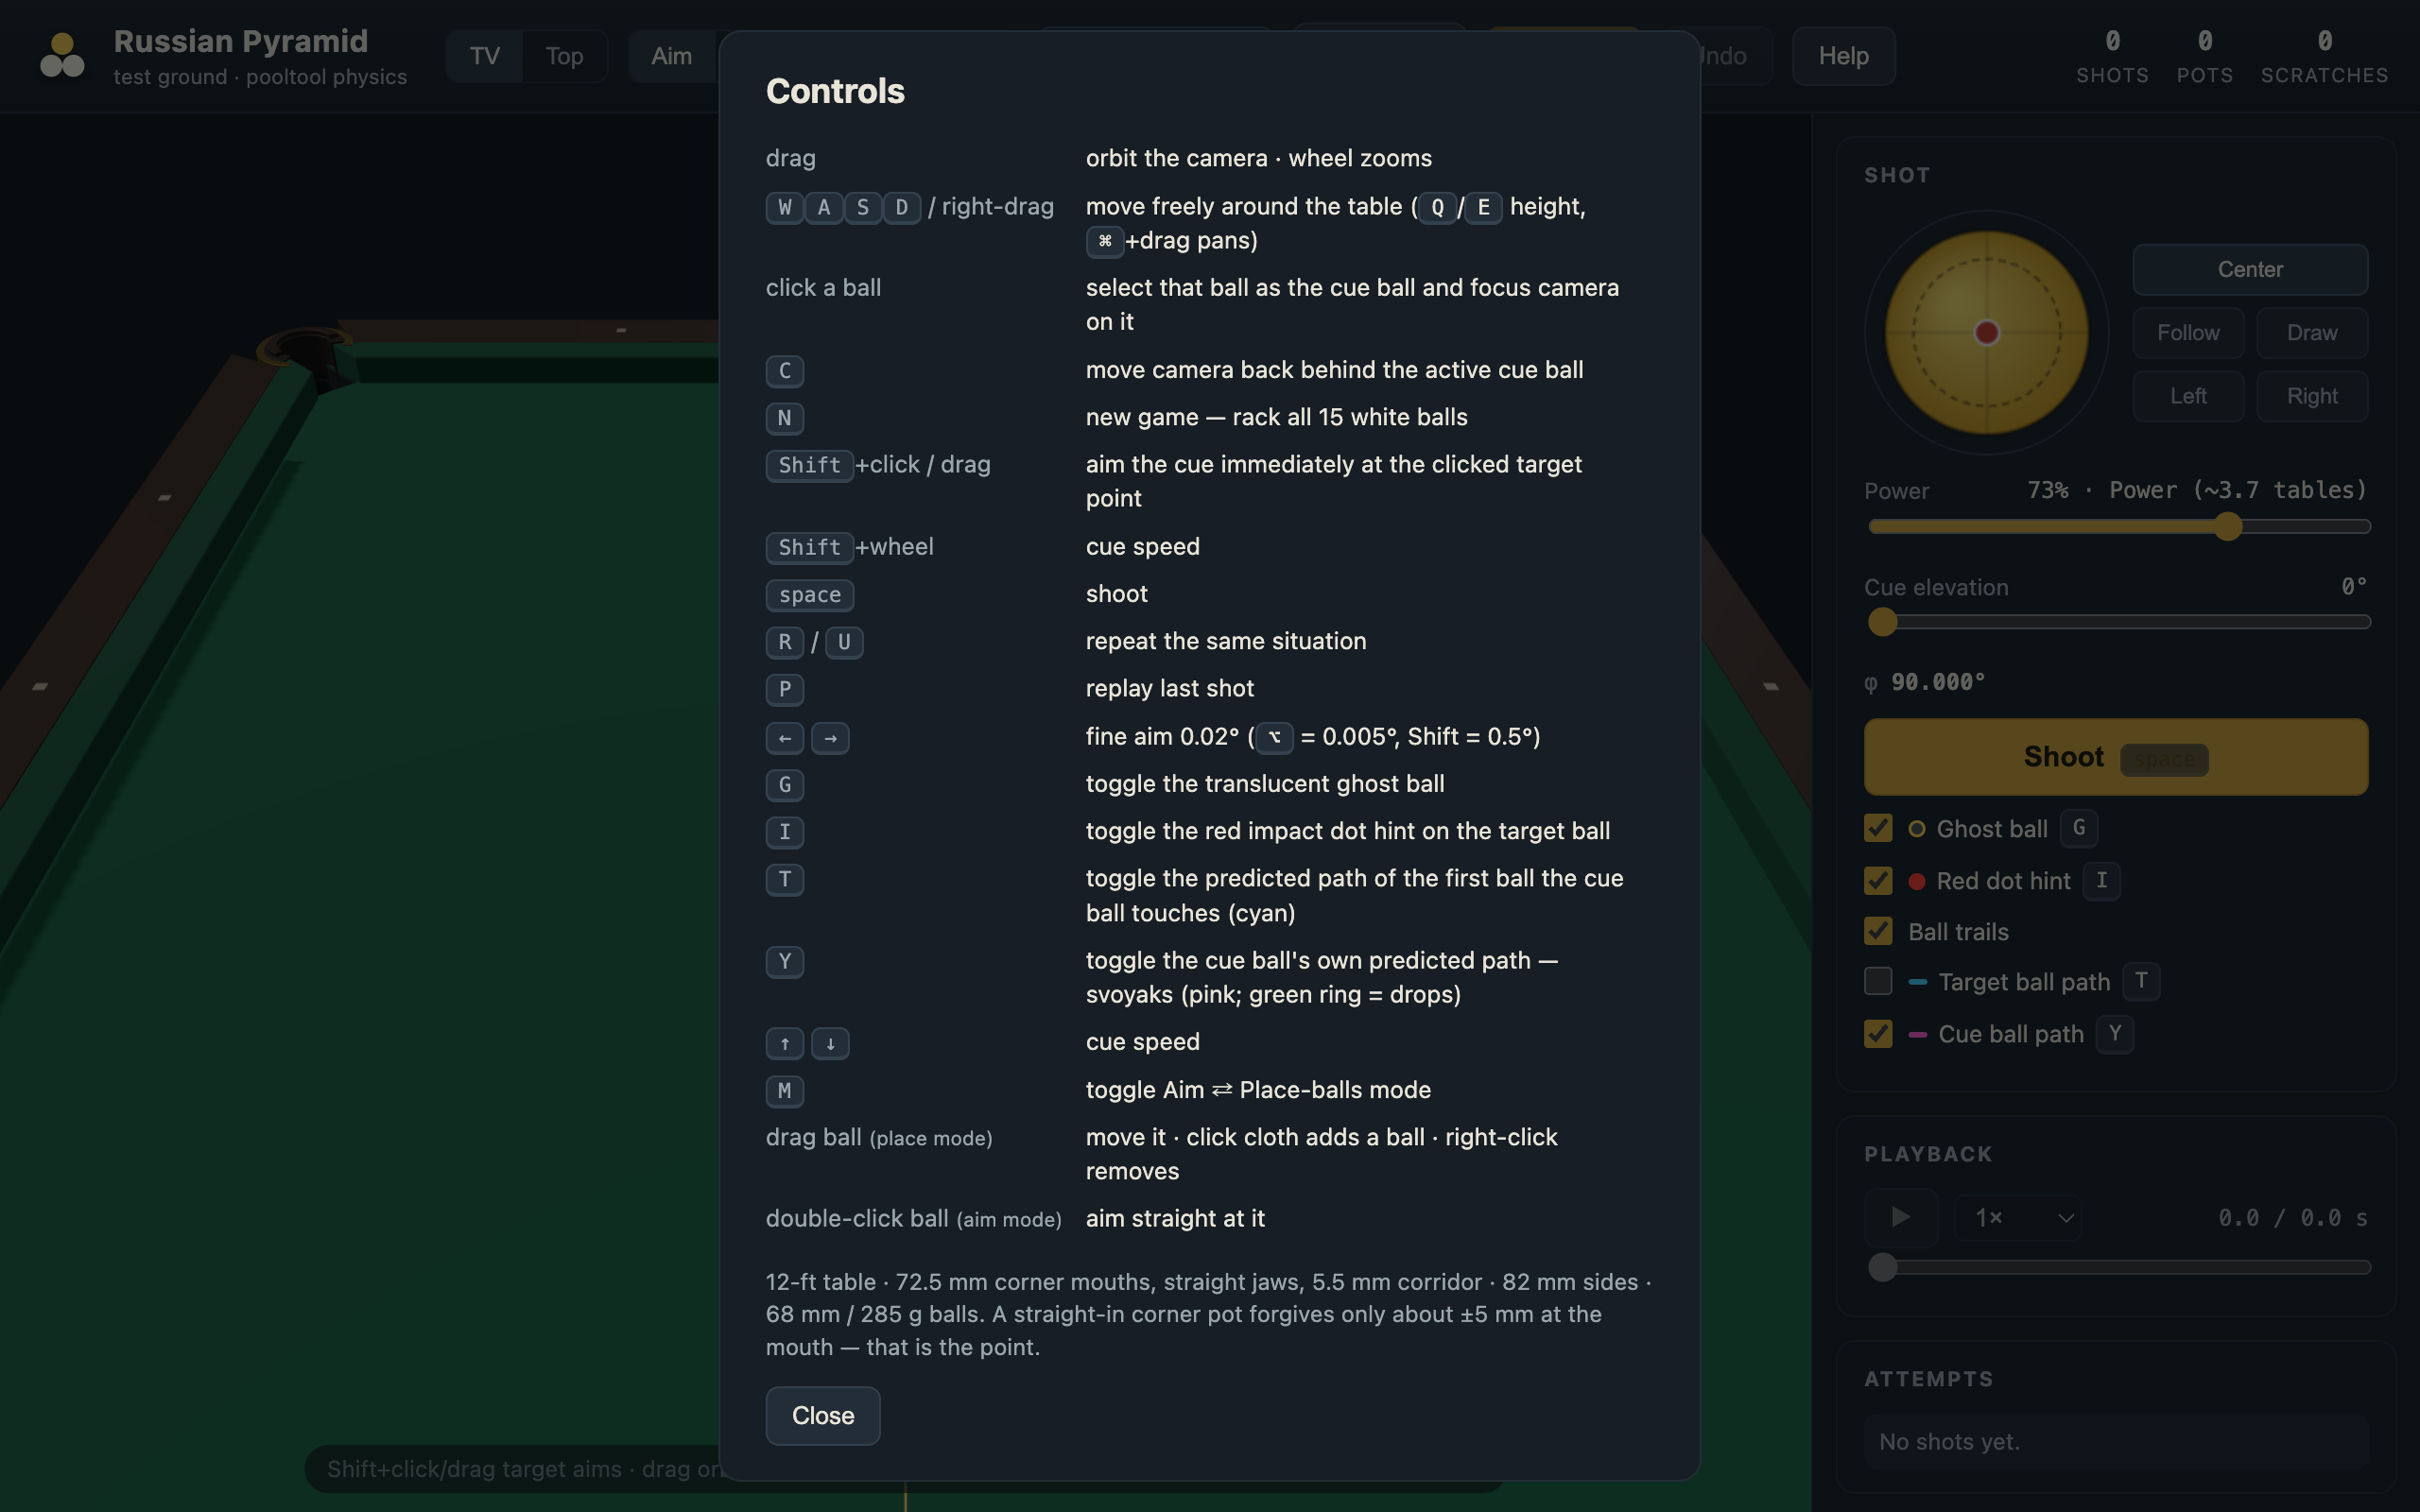 Russian Pyramid
test ground · pooltool physics
TV Top Aim
Undo Help
0 0 0
SHOTS POTS SCRATCHES
Controls
drag orbit the camera · wheel zooms
W A S D / right-drag move freely around the table ( Q / E height,
⌘ +drag pans)
click a ball select that ball as the cue ball and focus camera
on it
C move camera back behind the active cue ball
N new game — rack all 15 white balls
Shift +click / drag aim the cue immediately at the clicked target
point
Shift +wheel cue speed
space shoot
R / U repeat the same situation
P replay last shot
← → fine aim 0.02° ( ⌥ = 0.005°, Shift = 0.5°)
G toggle the translucent ghost ball
I toggle the red impact dot hint on the target ball
T toggle the predicted path of the first ball the cue
ball touches (cyan)
Y toggle the cue ball's own predicted path —
svoyaks (pink; green ring = drops)
↑ ↓ cue speed
M toggle Aim ⇄ Place-balls mode
drag ball (place mode) move it · click cloth adds a ball · right-click
removes
double-click ball (aim mode) aim straight at it
12-ft table · 72.5 mm corner mouths, straight jaws, 5.5 mm corridor · 82 mm sides ·
68 mm / 285 g balls. A straight-in corner pot forgives only about ±5 mm at the
mouth — that is the point.
Close
Shift+click/drag target aims · drag
SHOT
Center
Follow Draw
Left Right
Power 73% · Power (~3.7 tables)
Cue elevation 0°
φ 90.000°
Shoot space
Ghost ball G
Red dot hint I
Ball trails
Target ball path T
Cue ball path Y
PLAYBACK
1× 0.0 / 0.0 s
ATTEMPTS
No shots yet.